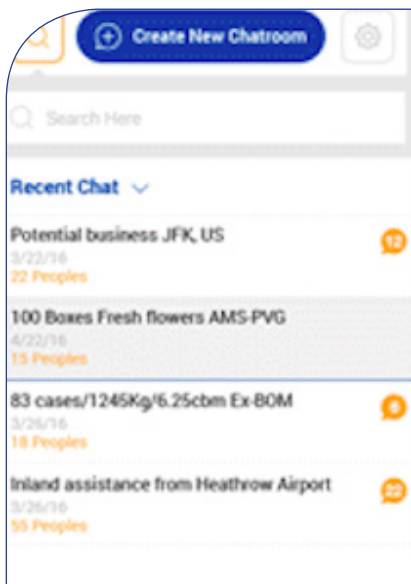 Create New Chatroom
Search Here
Recent Chat
Potential business JFK, US
12
3/22/16
22 Peoples
100 Boxes Fresh flowers AMS-PVG
4/22/16
15 Peoples
83 cases/1245Kg/6.25cbm Ex-BOM
3/26/16
18 Peoples
Inland assistance from Heathrow Airport
22
3/26/16
55 Peoples